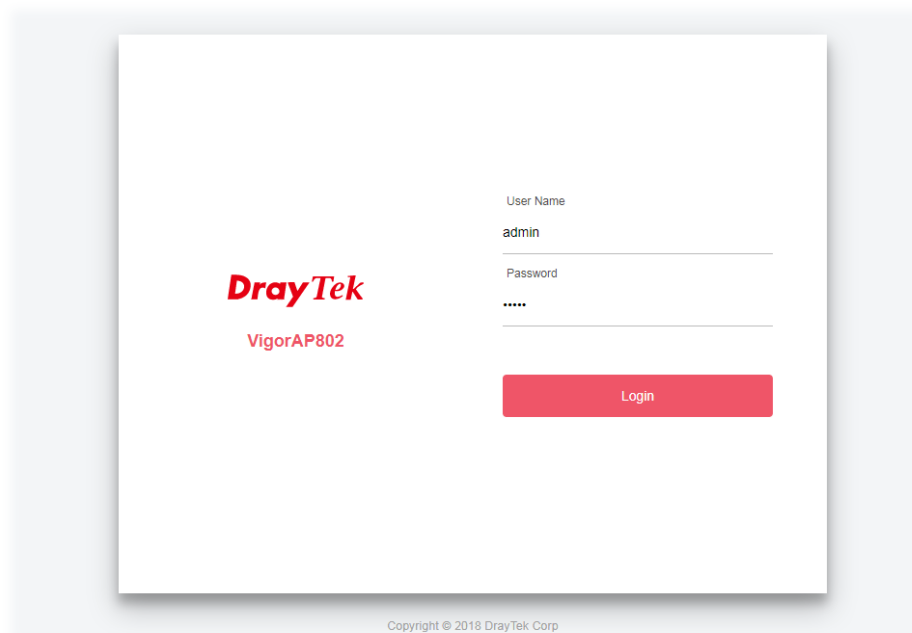 User Name
admin
Password
•••••
DrayTek
VigorAP802
Login
Copyright © 2018 DrayTek Corp